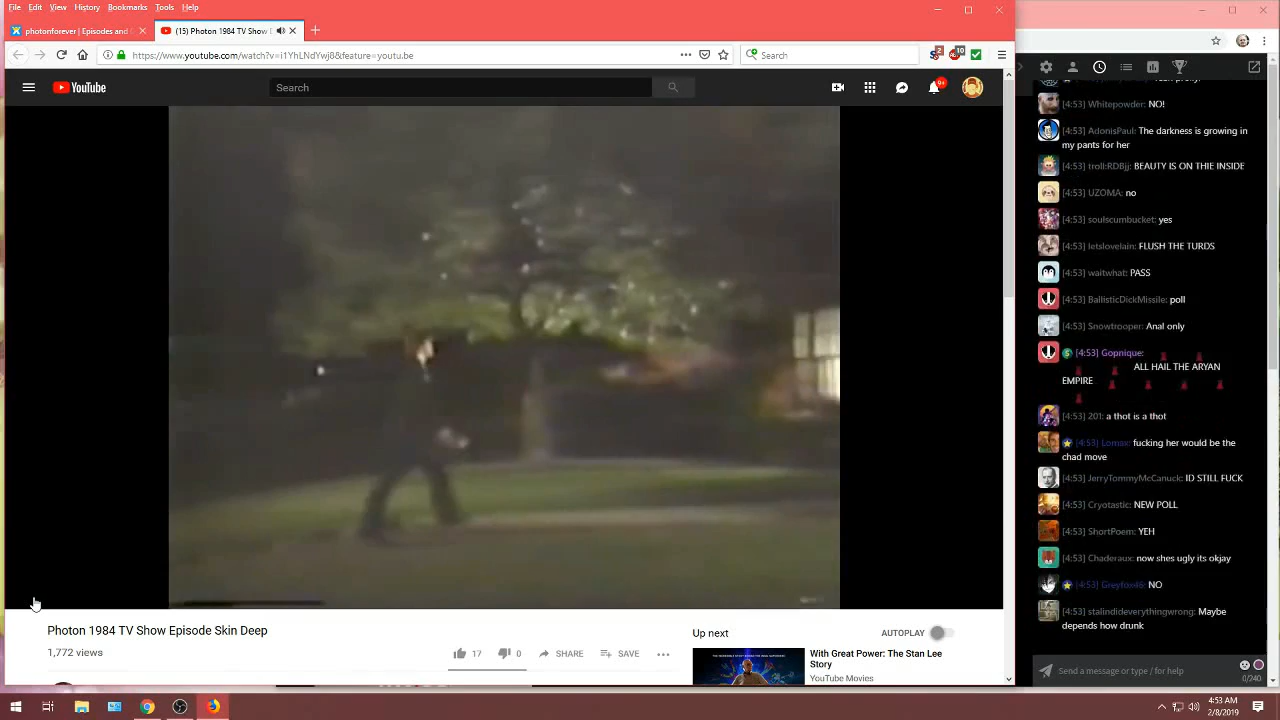 File Edit View History Bookmarks Tools Help
photonforever | Episodes and
(15) Photon 1984 TV Show
https://www.youtube.com/watch?v=i1YhLNdYwj8&feature=youtu.be
Search
2
10
YouTube
Search
9+
Photon 1984 TV Show Episode Skin Deep
1,772 views
17
0
SHARE
SAVE
Up next
AUTOPLAY
With Great Power: The Stan Lee
Story
YouTube Movies
[4:53] Whitepowder: NO!
[4:53] AdonisPaul: The darkness is growing in
my pants for her
[4:53] troll:RDBjj: BEAUTY IS ON THIE INSIDE
[4:53] UZOMA: no
[4:53] soulscumbucket: yes
[4:53] letslovelain: FLUSH THE TURDS
[4:53] waitwhat: PASS
[4:53] BallisticDickMissile: poll
[4:53] Snowtrooper: Anal only
[4:53] Gopnique:
ALL HAIL THE ARYAN
EMPIRE
[4:53] 201: a thot is a thot
[4:53] Lomax: fucking her would be the
chad move
[4:53] JerryTommyMcCanuck: ID STILL FUCK
[4:53] Cryotastic: NEW POLL
[4:53] ShortPoem: YEH
[4:53] Chaderaux: now shes ugly its okjay
[4:53] Greyfoxx16: NO
[4:53] stalindideverythingwrong: Maybe
depends how drunk
Send a message or type / for help
0/240
4:53 AM
2/8/2019